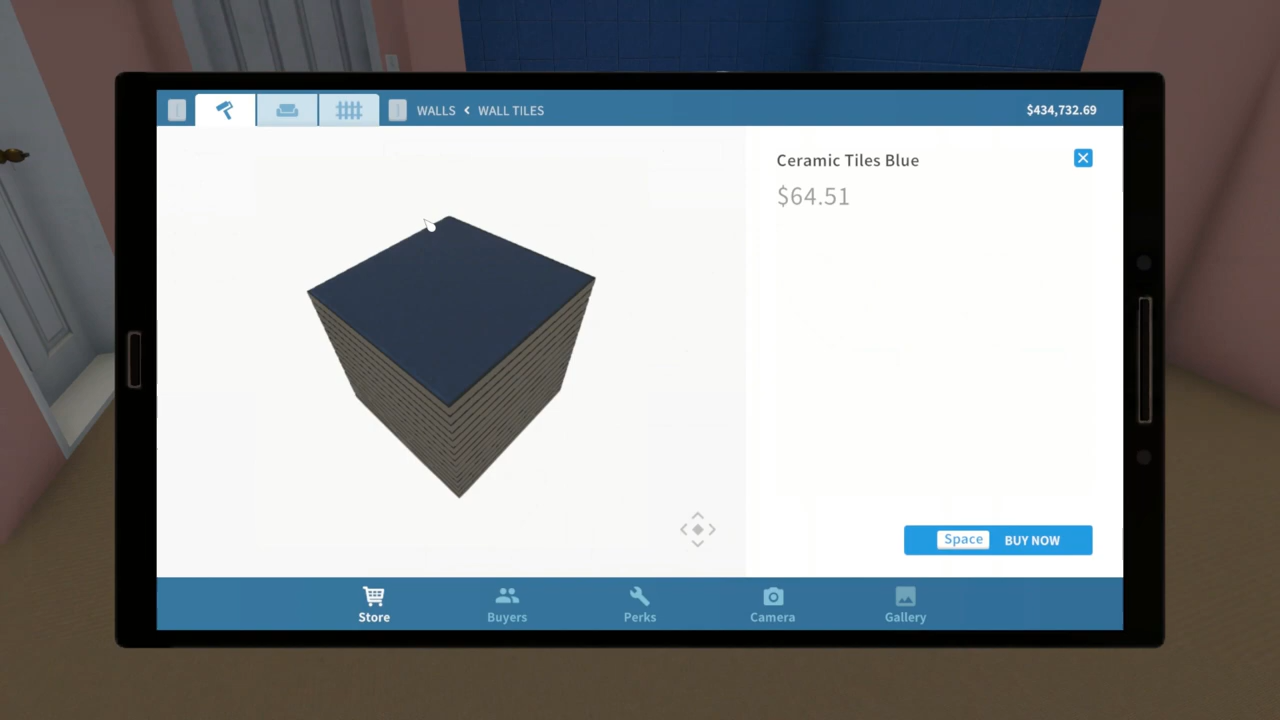 WALLS < WALL TILES
$434,732.69
Ceramic Tiles Blue
$64.51
Space BUY NOW
Store
Buyers
Perks
Camera
Gallery